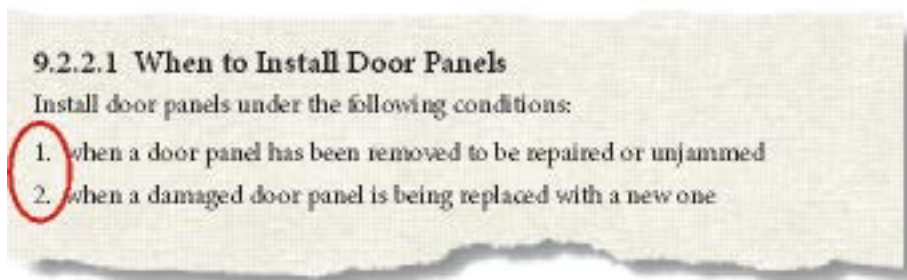 9.2.2.1 When to Install Door Panels
Install door panels under the following conditions:
1. when a door panel has been removed to be repaired or unjammed
2. when a damaged door panel is being replaced with a new one